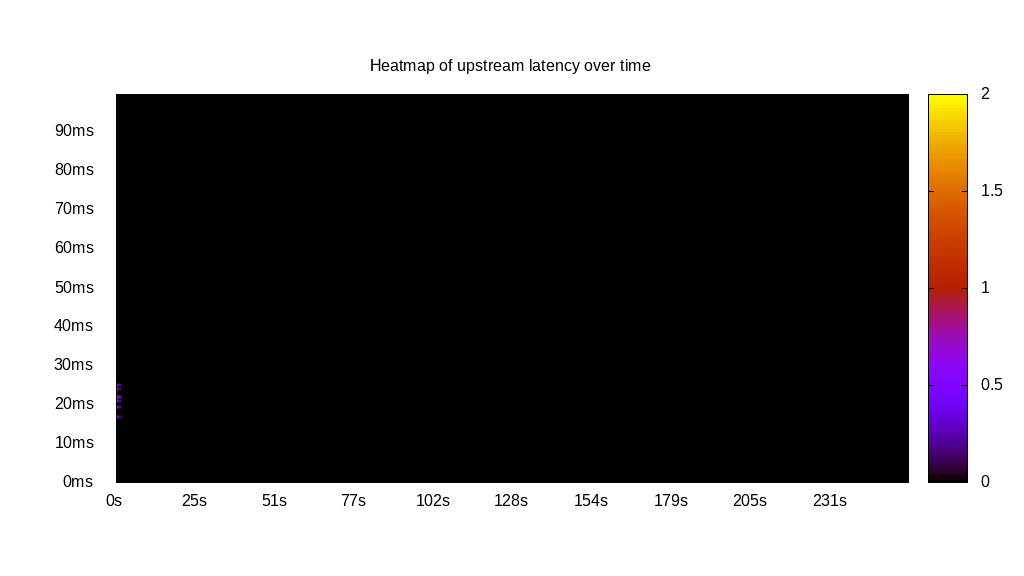 Heatmap of upstream latency over time
90ms
80ms
70ms
60ms
50ms
40ms
30ms
20ms
10ms
0ms
0s 25s 51s 77s 102s 128s 154s 179s 205s 231s
2
1.5
1
0.5
0